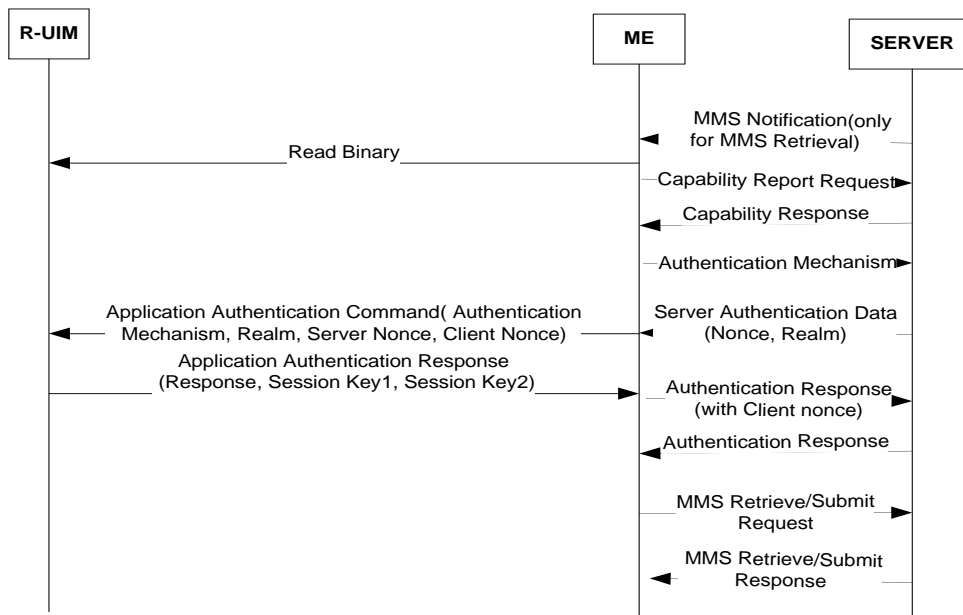 R-UIM
ME
SERVER
MMS Notification(only
for MMS Retrieval)
Read Binary
Capability Report Request
Capability Response
Authentication Mechanism
Application Authentication Command( Authentication
Mechanism, Realm, Server Nonce, Client Nonce)
Server Authentication Data
(Nonce, Realm)
Application Authentication Response
(Response, Session Key1, Session Key2)
Authentication Response
(with Client nonce)
Authentication Response
MMS Retrieve/Submit
Request
MMS Retrieve/Submit
Response